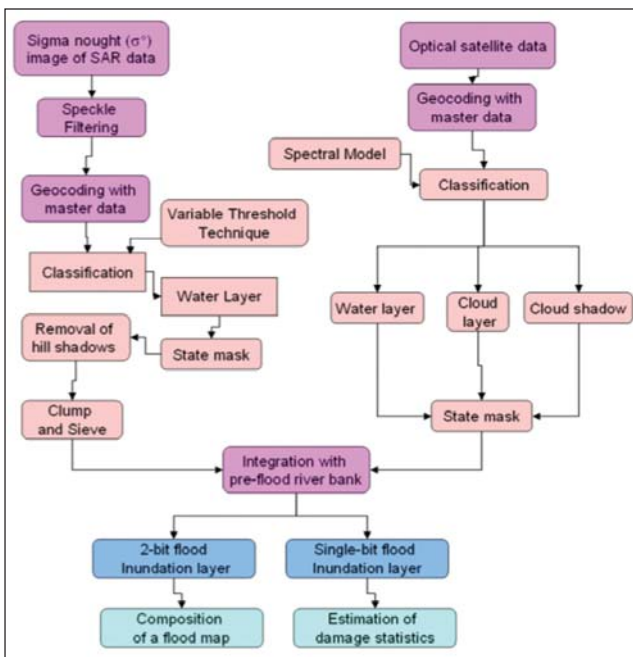 Sigma nought (σ°)
image of SAR data
Speckle
Filtering
Geocoding with
master data
Variable Threshold
Technique
Classification
Water Layer
State mask
Removal of
hill shadows
Clump
and Sieve
Optical satellite data
Geocoding with
master data
Spectral Model
Classification
Water layer
Cloud
layer
Cloud shadow
State mask
Integration with
pre-flood river bank
2-bit flood
Inundation layer
Single-bit flood
Inundation layer
Composition
of a flood map
Estimation of
damage statistics